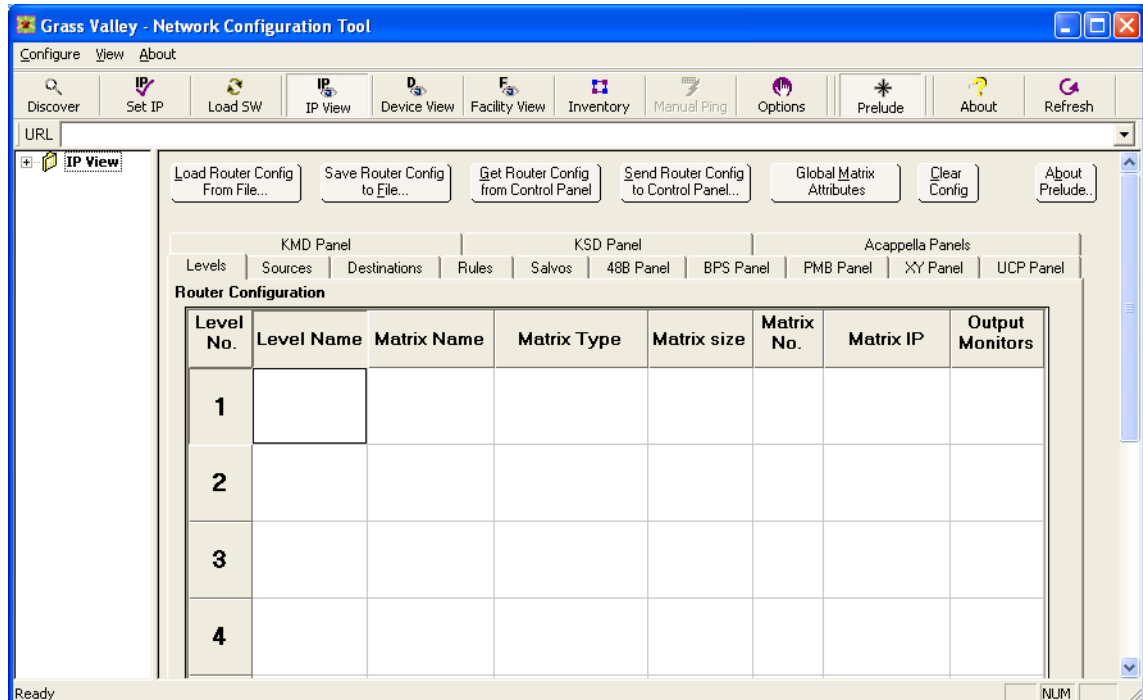 Grass Valley - Network Configuration Tool
Configure View About
Discover Set IP Load SW IP View Device View Facility View Inventory Manual Ping Options Prelude About Refresh
URL
IP View
Load Router Config From File...
Save Router Config to File...
Get Router Config from Control Panel
Send Router Config to Control Panel...
Global Matrix Attributes
Clear Config
About Prelude..
KMD Panel KSD Panel Acappella Panels
Levels Sources Destinations Rules Salvos 48B Panel BPS Panel PMB Panel XY Panel UCP Panel
Router Configuration
Level No. Level Name Matrix Name Matrix Type Matrix size Matrix No. Matrix IP Output Monitors
1
2
3
4
Ready NUM